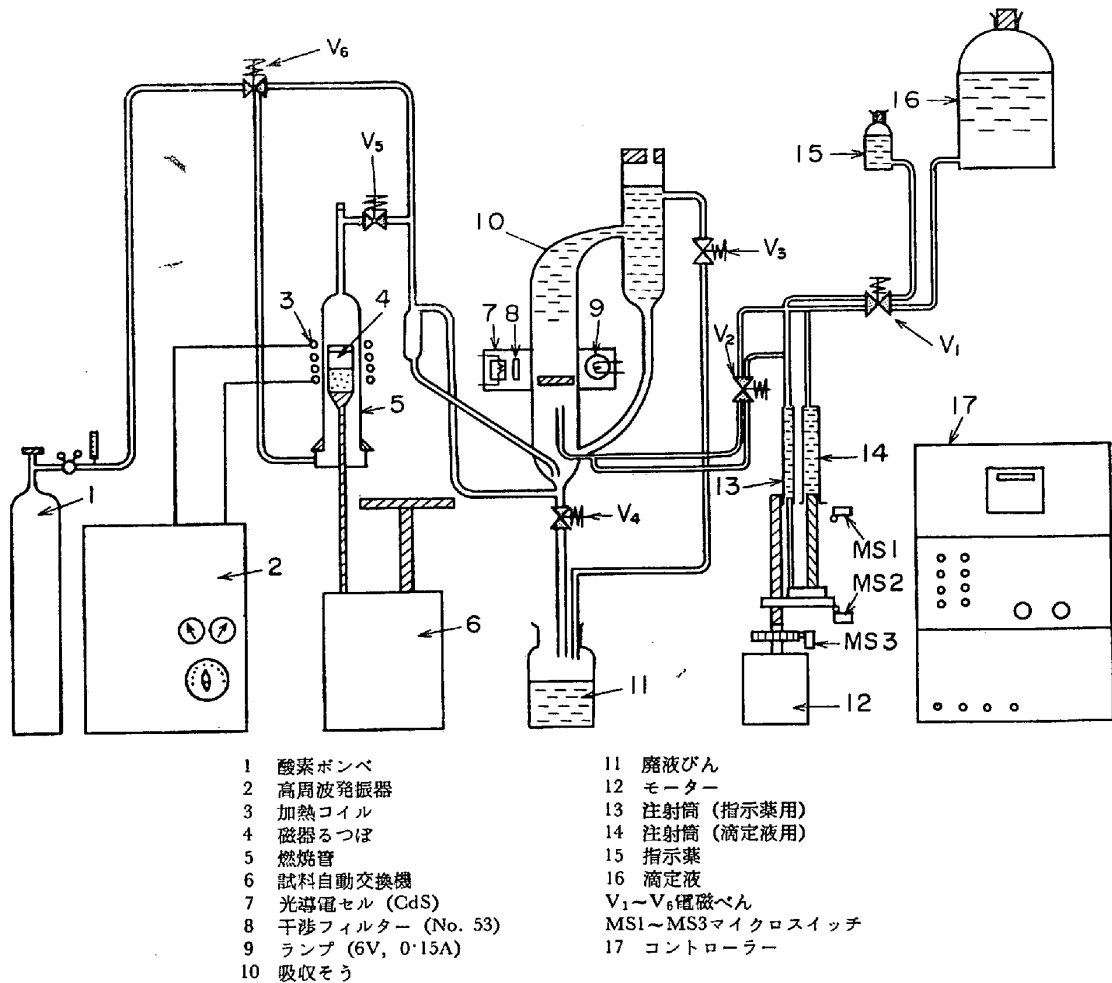 V₆
16
V₅
15
10
V₃
3
4
7
8
9
V₂
V₁
5
17
14
13
1
V₄
MS1
2
MS2
6
MS3
11
12
1 酸素ボンベ
2 高周波発振器
3 加熱コイル
4 磁器るつぼ
5 燃焼管
6 試料自動交換機
7 光導電セル (CdS)
8 干渉フィルター (No. 53)
9 ランプ (6V, 0·15A)
10 吸収そう
11 廃液びん
12 モーター
13 注射筒 (指示薬用)
14 注射筒 (滴定液用)
15 指示薬
16 滴定液
V₁~V₆電磁べん
MS1~MS3マイクロスイッチ
17 コントローラー